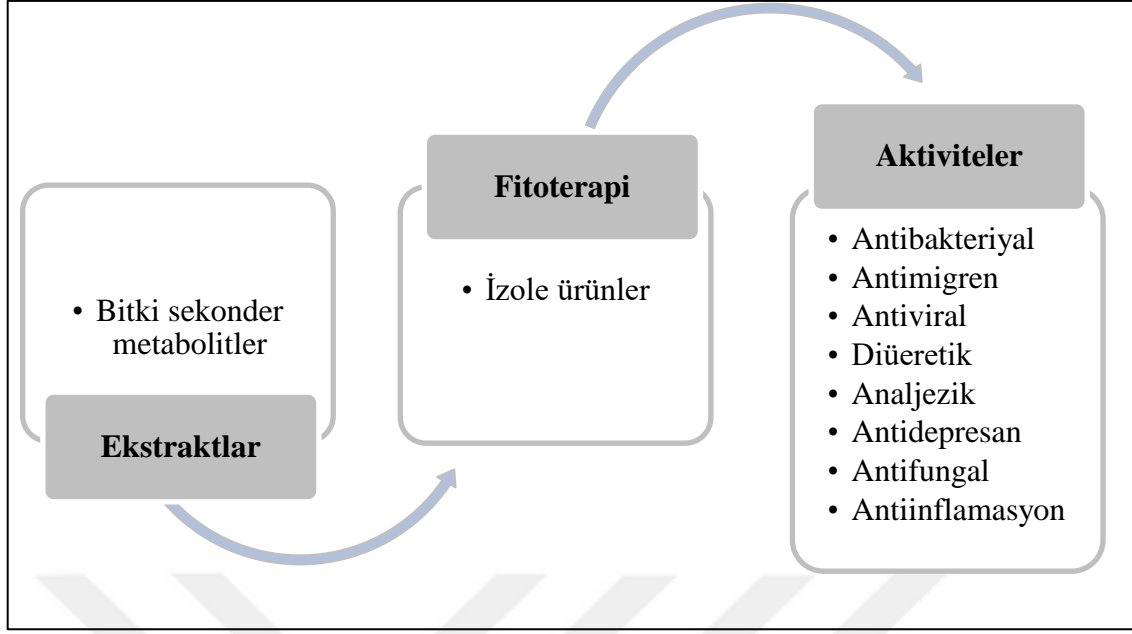 • Bitki sekonder
metabolitler
Ekstraktlar
Fitoterapi
• İzole ürünler
Aktiviteler
• Antibakteriyal
• Antimigren
• Antiviral
• Diüeretik
• Analjezik
• Antidepresan
• Antifungal
• Antiinflamasyon